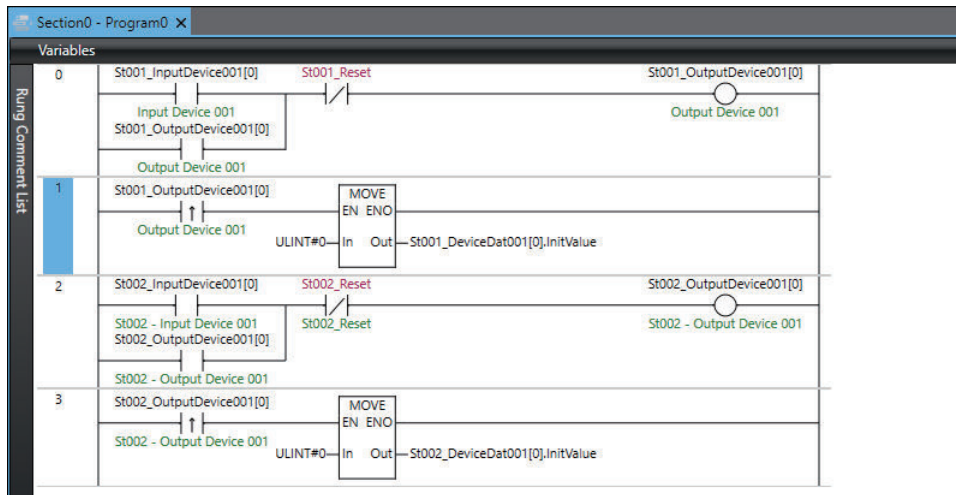 Section0 - Program0 ✕
Variables
Rung Comment List
0
St001_InputDevice001[0] St001_Reset St001_OutputDevice001[0]
Input Device 001 Output Device 001
St001_OutputDevice001[0]
Output Device 001
1
St001_OutputDevice001[0] MOVE
EN ENO
Output Device 001
ULINT#0 In Out St001_DeviceDat001[0].InitValue
2
St002_InputDevice001[0] St002_Reset St002_OutputDevice001[0]
St002 - Input Device 001 St002_Reset St002 - Output Device 001
St002_OutputDevice001[0]
St002 - Output Device 001
3
St002_OutputDevice001[0] MOVE
EN ENO
St002 - Output Device 001
ULINT#0 In Out St002_DeviceDat001[0].InitValue